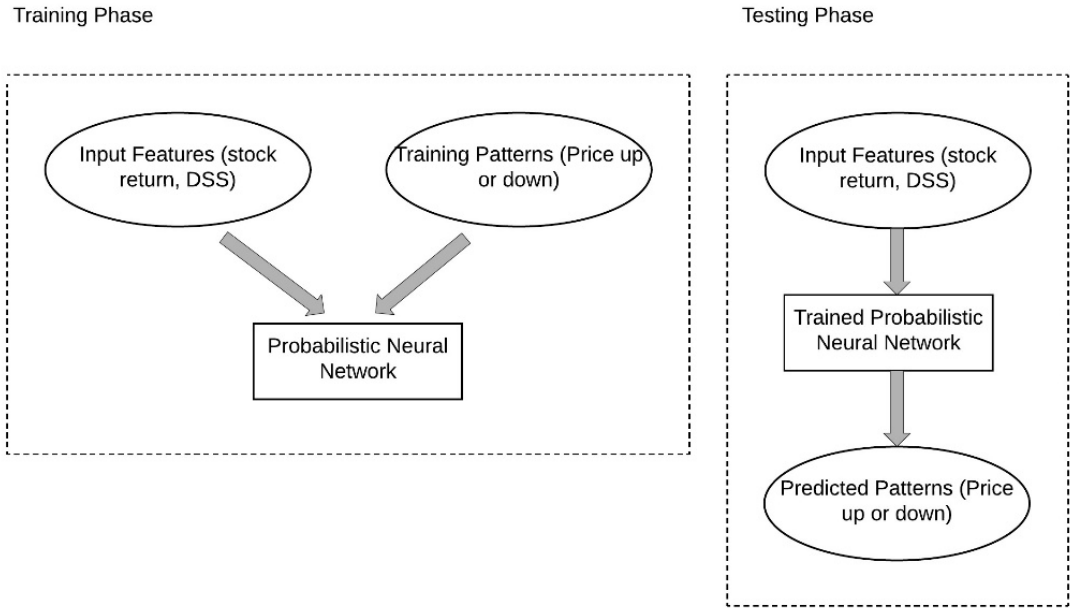 Training Phase
Input Features (stock
return, DSS)
Training Patterns (Price up
or down)
Probabilistic Neural
Network
Testing Phase
Input Features (stock
return, DSS)
Trained Probabilistic
Neural Network
Predicted Patterns (Price
up or down)